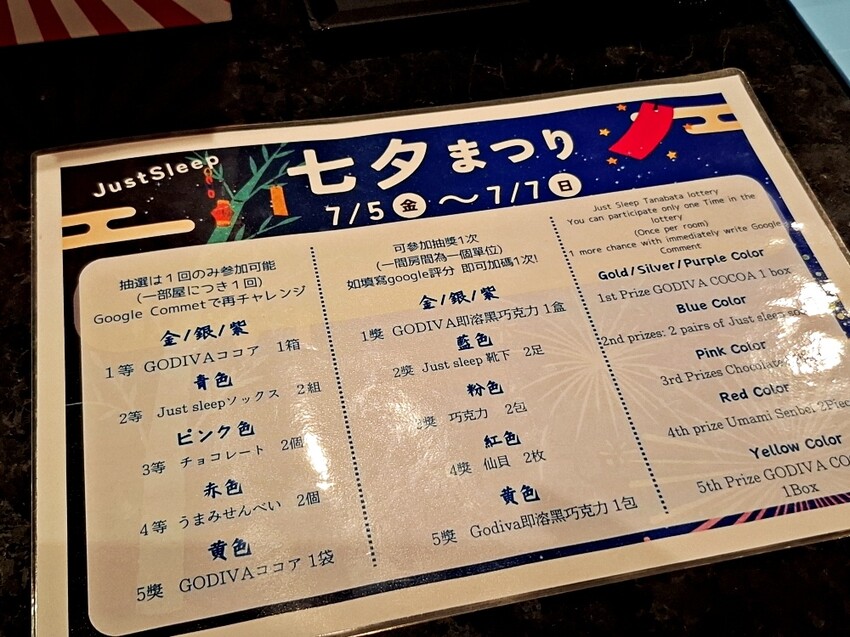 JustSleep
七夕まつり
7/5金～7/7日
抽選は1回のみ参加可能
(一部屋につき1回)
Google Commetで再チャレンジ
金/銀/紫
1等 GODIVAココア 1箱
青色
2等 Just sleepソックス 2組
ピンク色
3等 チョコレート 2個
赤色
4等 うまみせんべい 2個
黄色
5獎 GODIVAココア 1袋
可參加抽獎1次
(一間房間為一個單位)
如填寫google評分 即可加碼1次!
金/銀/紫
1獎 GODIVA即溶黑巧克力 1盒
藍色
2獎 Just sleep 靴下 2足
粉色
獎 巧克力 2包
紅色
4獎 仙貝 2枚
黃色
5獎 Godiva即溶黑巧克力 1包
Just Sleep Tanabata lottery
You can participate only one Time in the
lottery
(Once per room)
1 more chance with immediately write Google
Comment
Gold/Silver/Purple Color
1st Prize GODIVA COCOA 1 box
Blue Color
2nd prizes: 2 pairs of Just sleep
Pink Color
3rd Prizes
Red Color
4th prize Umami Senbei
Yellow Color
5th Prize GODIVA
1Box